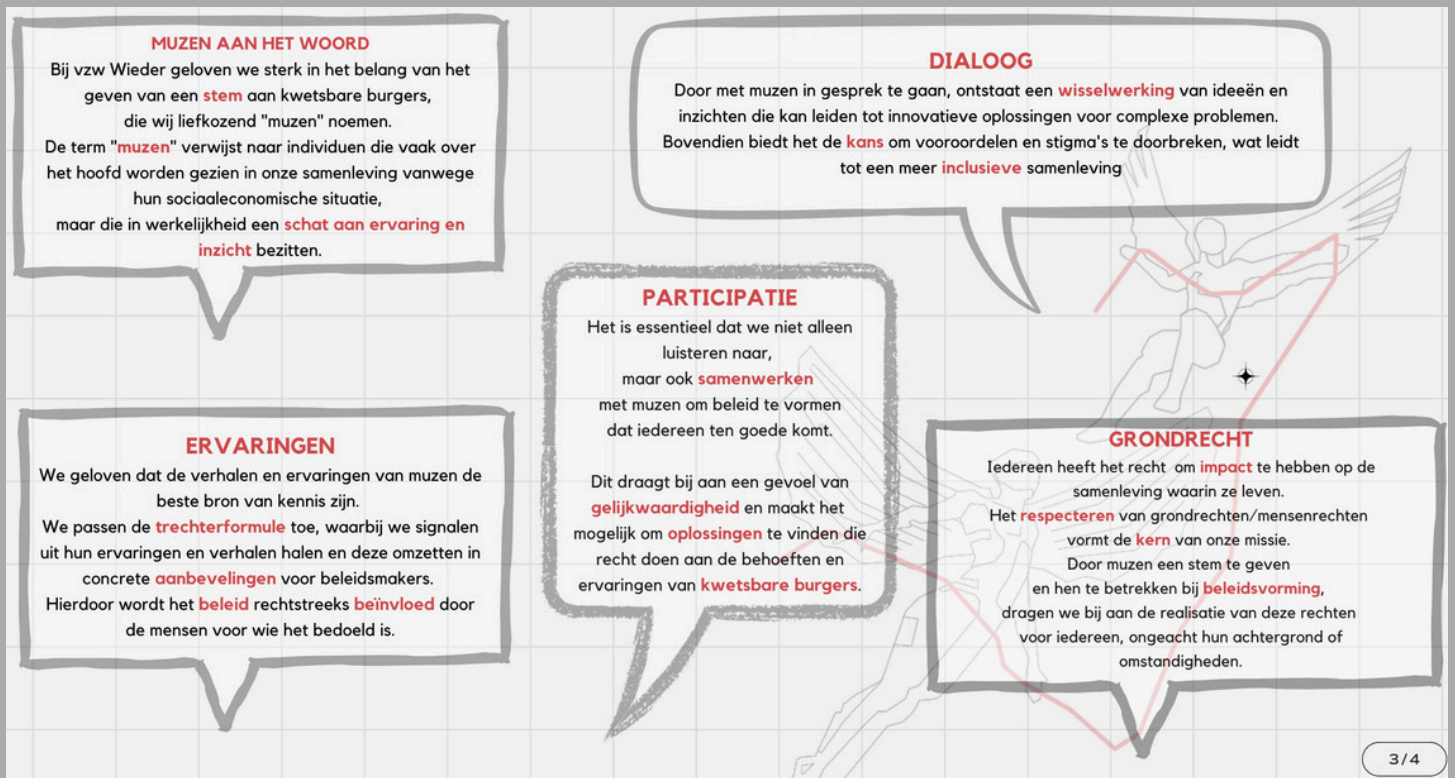 MUZEN AAN HET WOORD
Bij vzw Wieder geloven we sterk in het belang van het
geven van een stem aan kwetsbare burgers,
die wij liefkozend "muzen" noemen.
De term "muzen" verwijst naar individuen die vaak over
het hoofd worden gezien in onze samenleving vanwege
hun sociaaleconomische situatie,
maar die in werkelijkheid een schat aan ervaring en
inzicht bezitten.
DIALOOG
Door met muzen in gesprek te gaan, ontstaat een wisselwerking van ideeën en
inzichten die kan leiden tot innovatieve oplossingen voor complexe problemen.
Bovendien biedt het de kans om vooroordelen en stigma's te doorbreken, wat leidt
tot een meer inclusieve samenleving
PARTICIPATIE
Het is essentieel dat we niet alleen
luisteren naar,
maar ook samenwerken
met muzen om beleid te vormen
dat iedereen ten goede komt.
Dit draagt bij aan een gevoel van
gelijkwaardigheid en maakt het
mogelijk om oplossingen te vinden die
recht doen aan de behoeften en
ervaringen van kwetsbare burgers.
ERVARINGEN
We geloven dat de verhalen en ervaringen van muzen de
beste bron van kennis zijn.
We passen de trechterformule toe, waarbij we signalen
uit hun ervaringen en verhalen halen en deze omzetten in
concrete aanbevelingen voor beleidsmakers.
Hierdoor wordt het beleid rechtstreeks beïnvloed door
de mensen voor wie het bedoeld is.
GRONDRECHT
Iedereen heeft het recht om impact te hebben op de
samenleving waarin ze leven.
Het respecteren van grondrechten/mensenrechten
vormt de kern van onze missie.
Door muzen een stem te geven
en hen te betrekken bij beleidsvorming,
dragen we bij aan de realisatie van deze rechten
voor iedereen, ongeacht hun achtergrond of
omstandigheden.
3/4